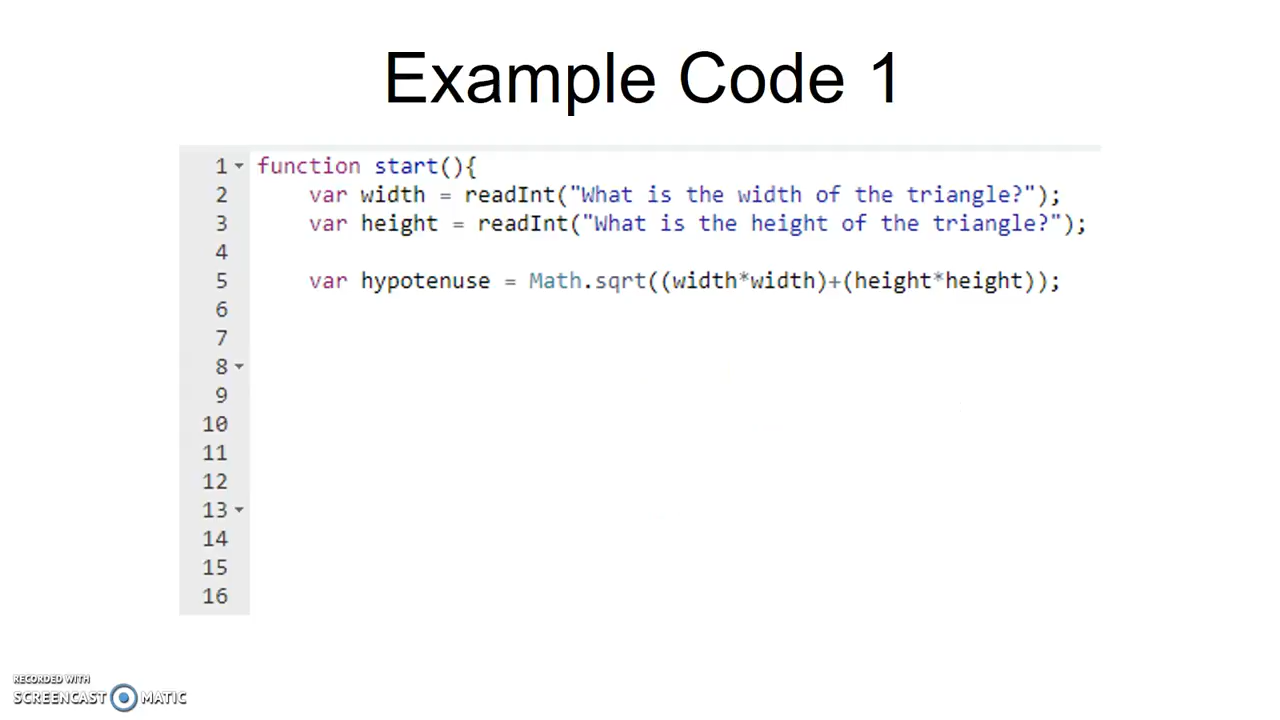 Example Code 1
1 function start(){
2 var width = readInt("What is the width of the triangle?");
3 var height = readInt("What is the height of the triangle?");
4
5 var hypotenuse = Math.sqrt((width*width)+(height*height));
6
7
8
9
10
11
12
13
14
15
16
RECORDED WITH
SCREENCAST MATIC